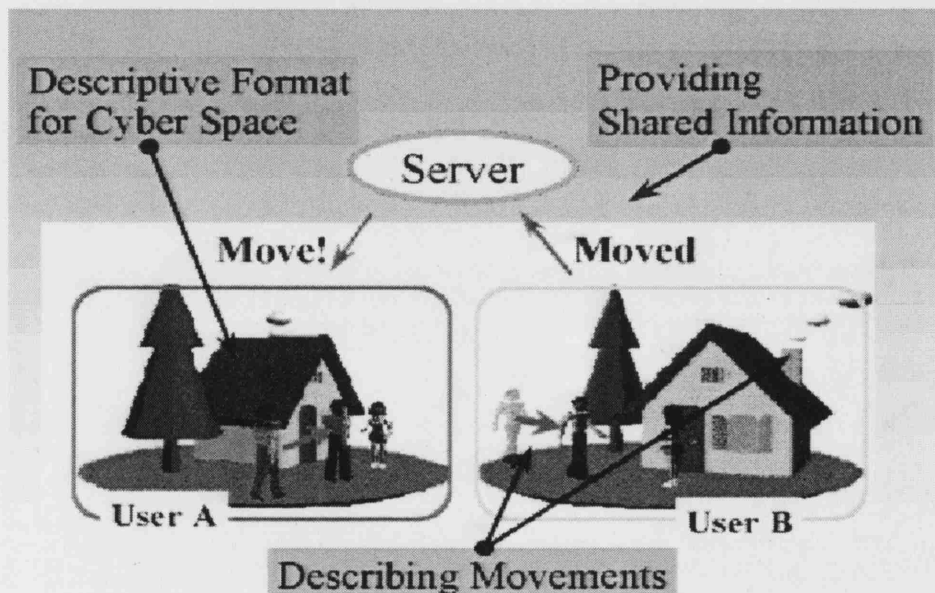 Descriptive Format
for Cyber Space
Providing
Shared Information
Server
Move!
Moved
User A
User B
Describing Movements